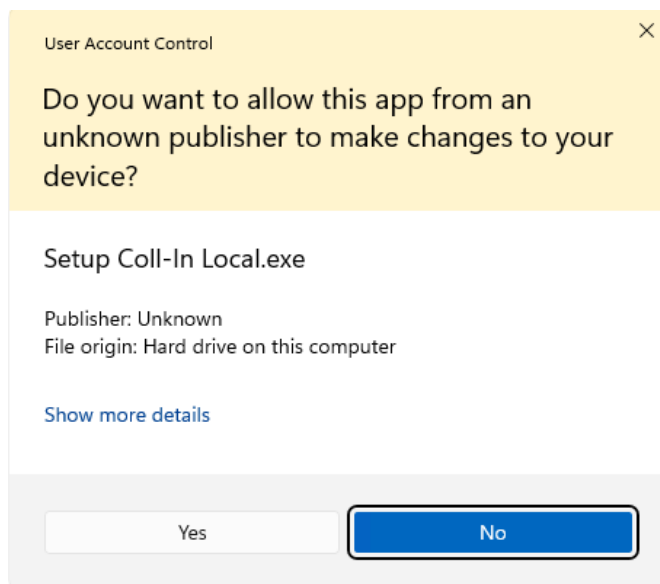 User Account Control
Do you want to allow this app from an
unknown publisher to make changes to your
device?
Setup Coll-In Local.exe
Publisher: Unknown
File origin: Hard drive on this computer
Show more details
Yes
No